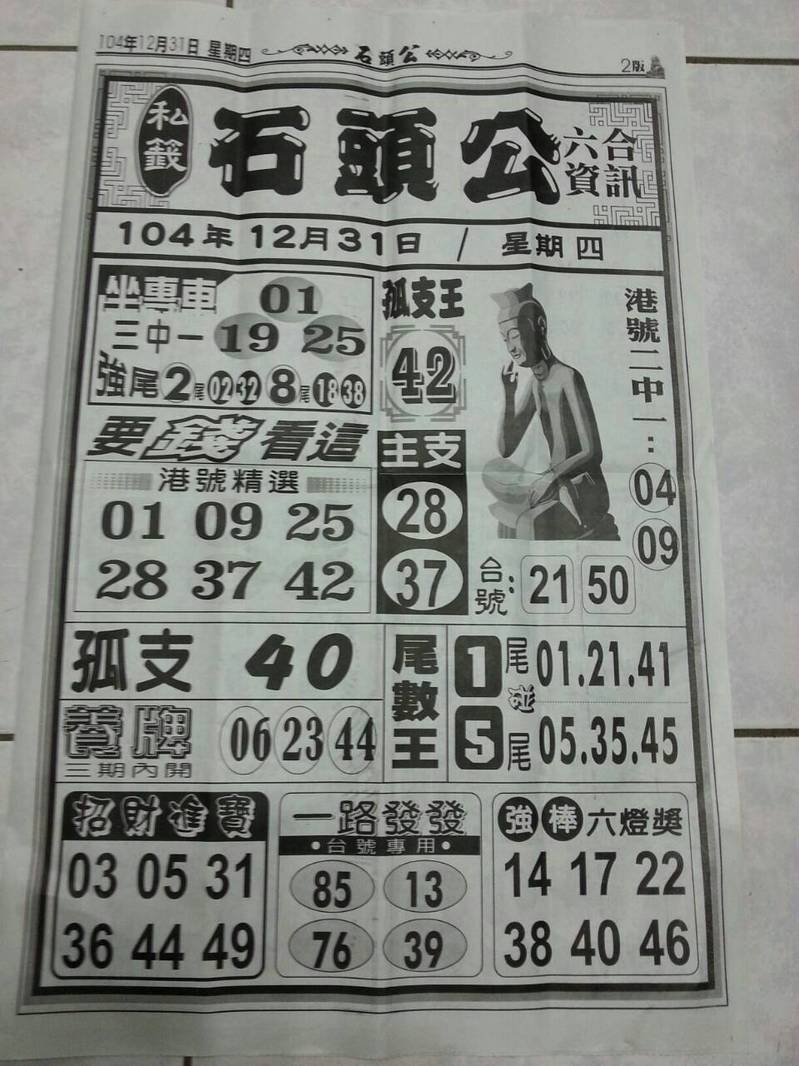 104年12月31日 星期四 石頭公 2版
私籤 石頭公 六合資訊
104年12月31日 / 星期四
坐專車 01
三中一 19 25
強尾 2尾 02 32 8尾 18 38
孤支王
42
港號二中一：
04
09
要錢看這
港號精選
01 09 25
28 37 42
主支
28
37
台號：21 50
孤支 40
養牌 06 23 44
三期內開
尾數王
1尾 01.21.41
碰
5尾 05.35.45
招財進寶
03 05 31
36 44 49
一路發發
•台號專用•
85 13
76 39
強棒六燈獎
14 17 22
38 40 46